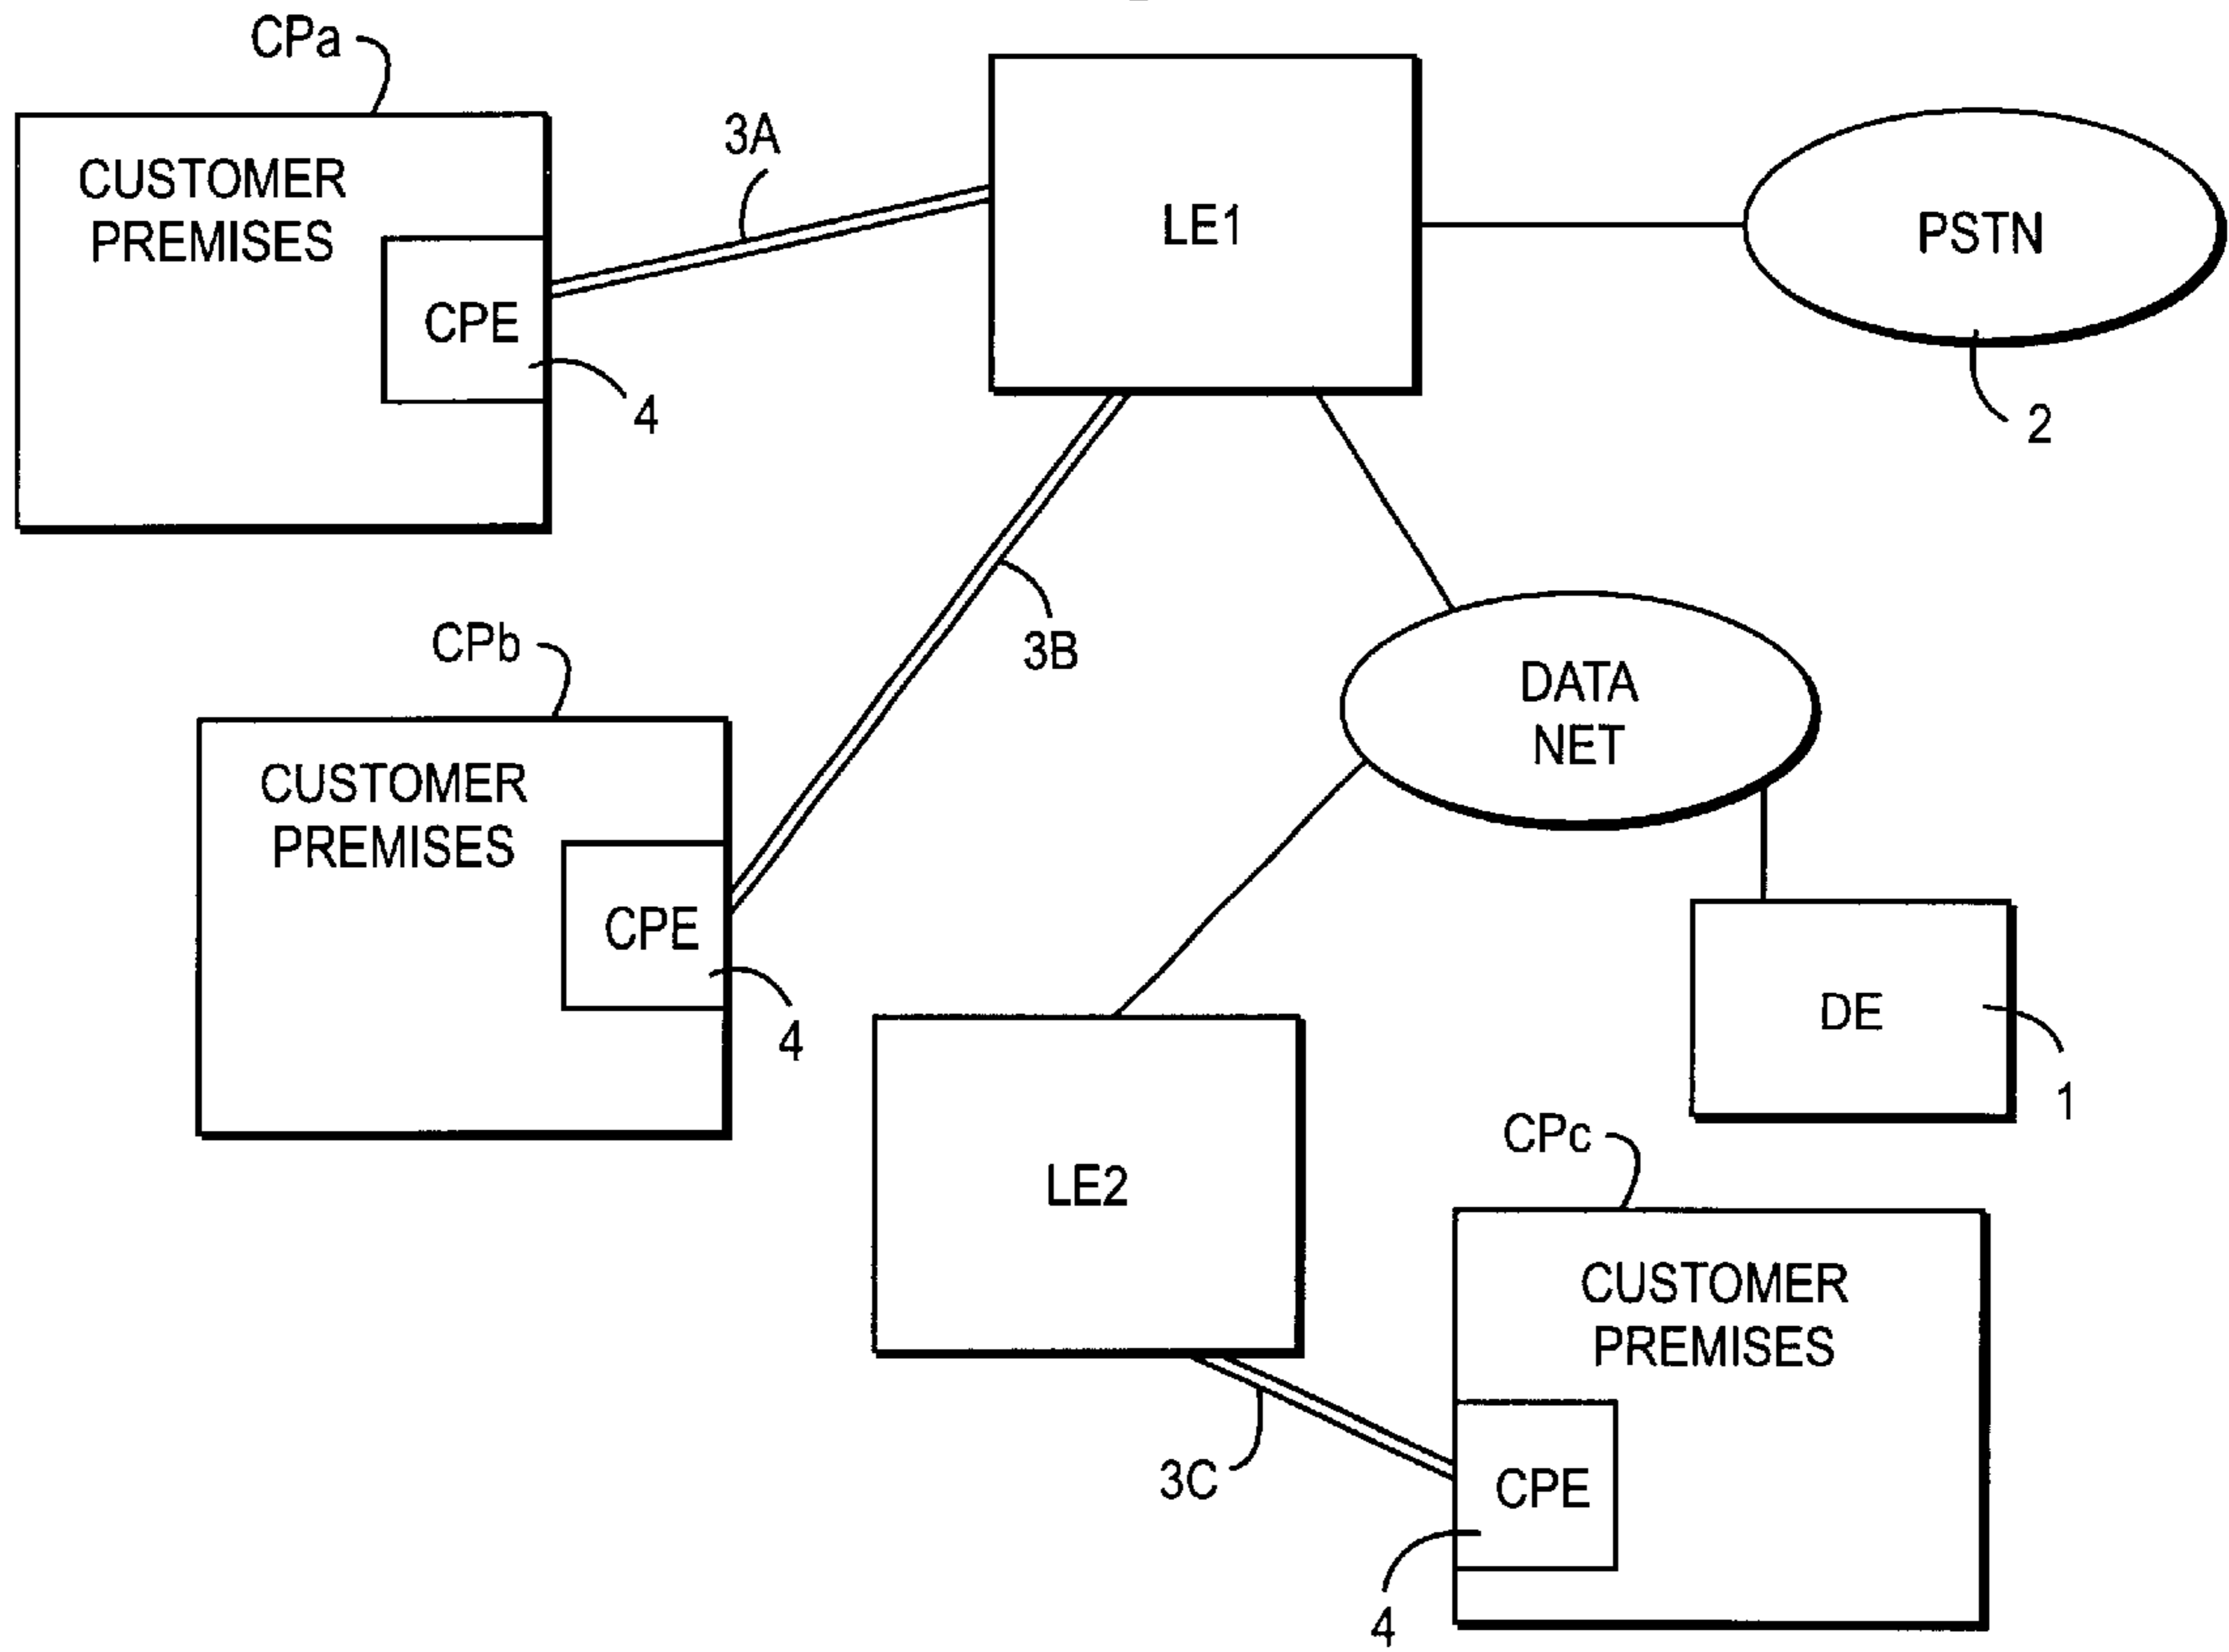 CPa
CUSTOMER
PREMISES
CPE
4
3A
LE1
PSTN
2
3B
CPb
CUSTOMER
PREMISES
CPE
4
DATA
NET
DE
1
LE2
3C
CPc
CUSTOMER
PREMISES
CPE
4